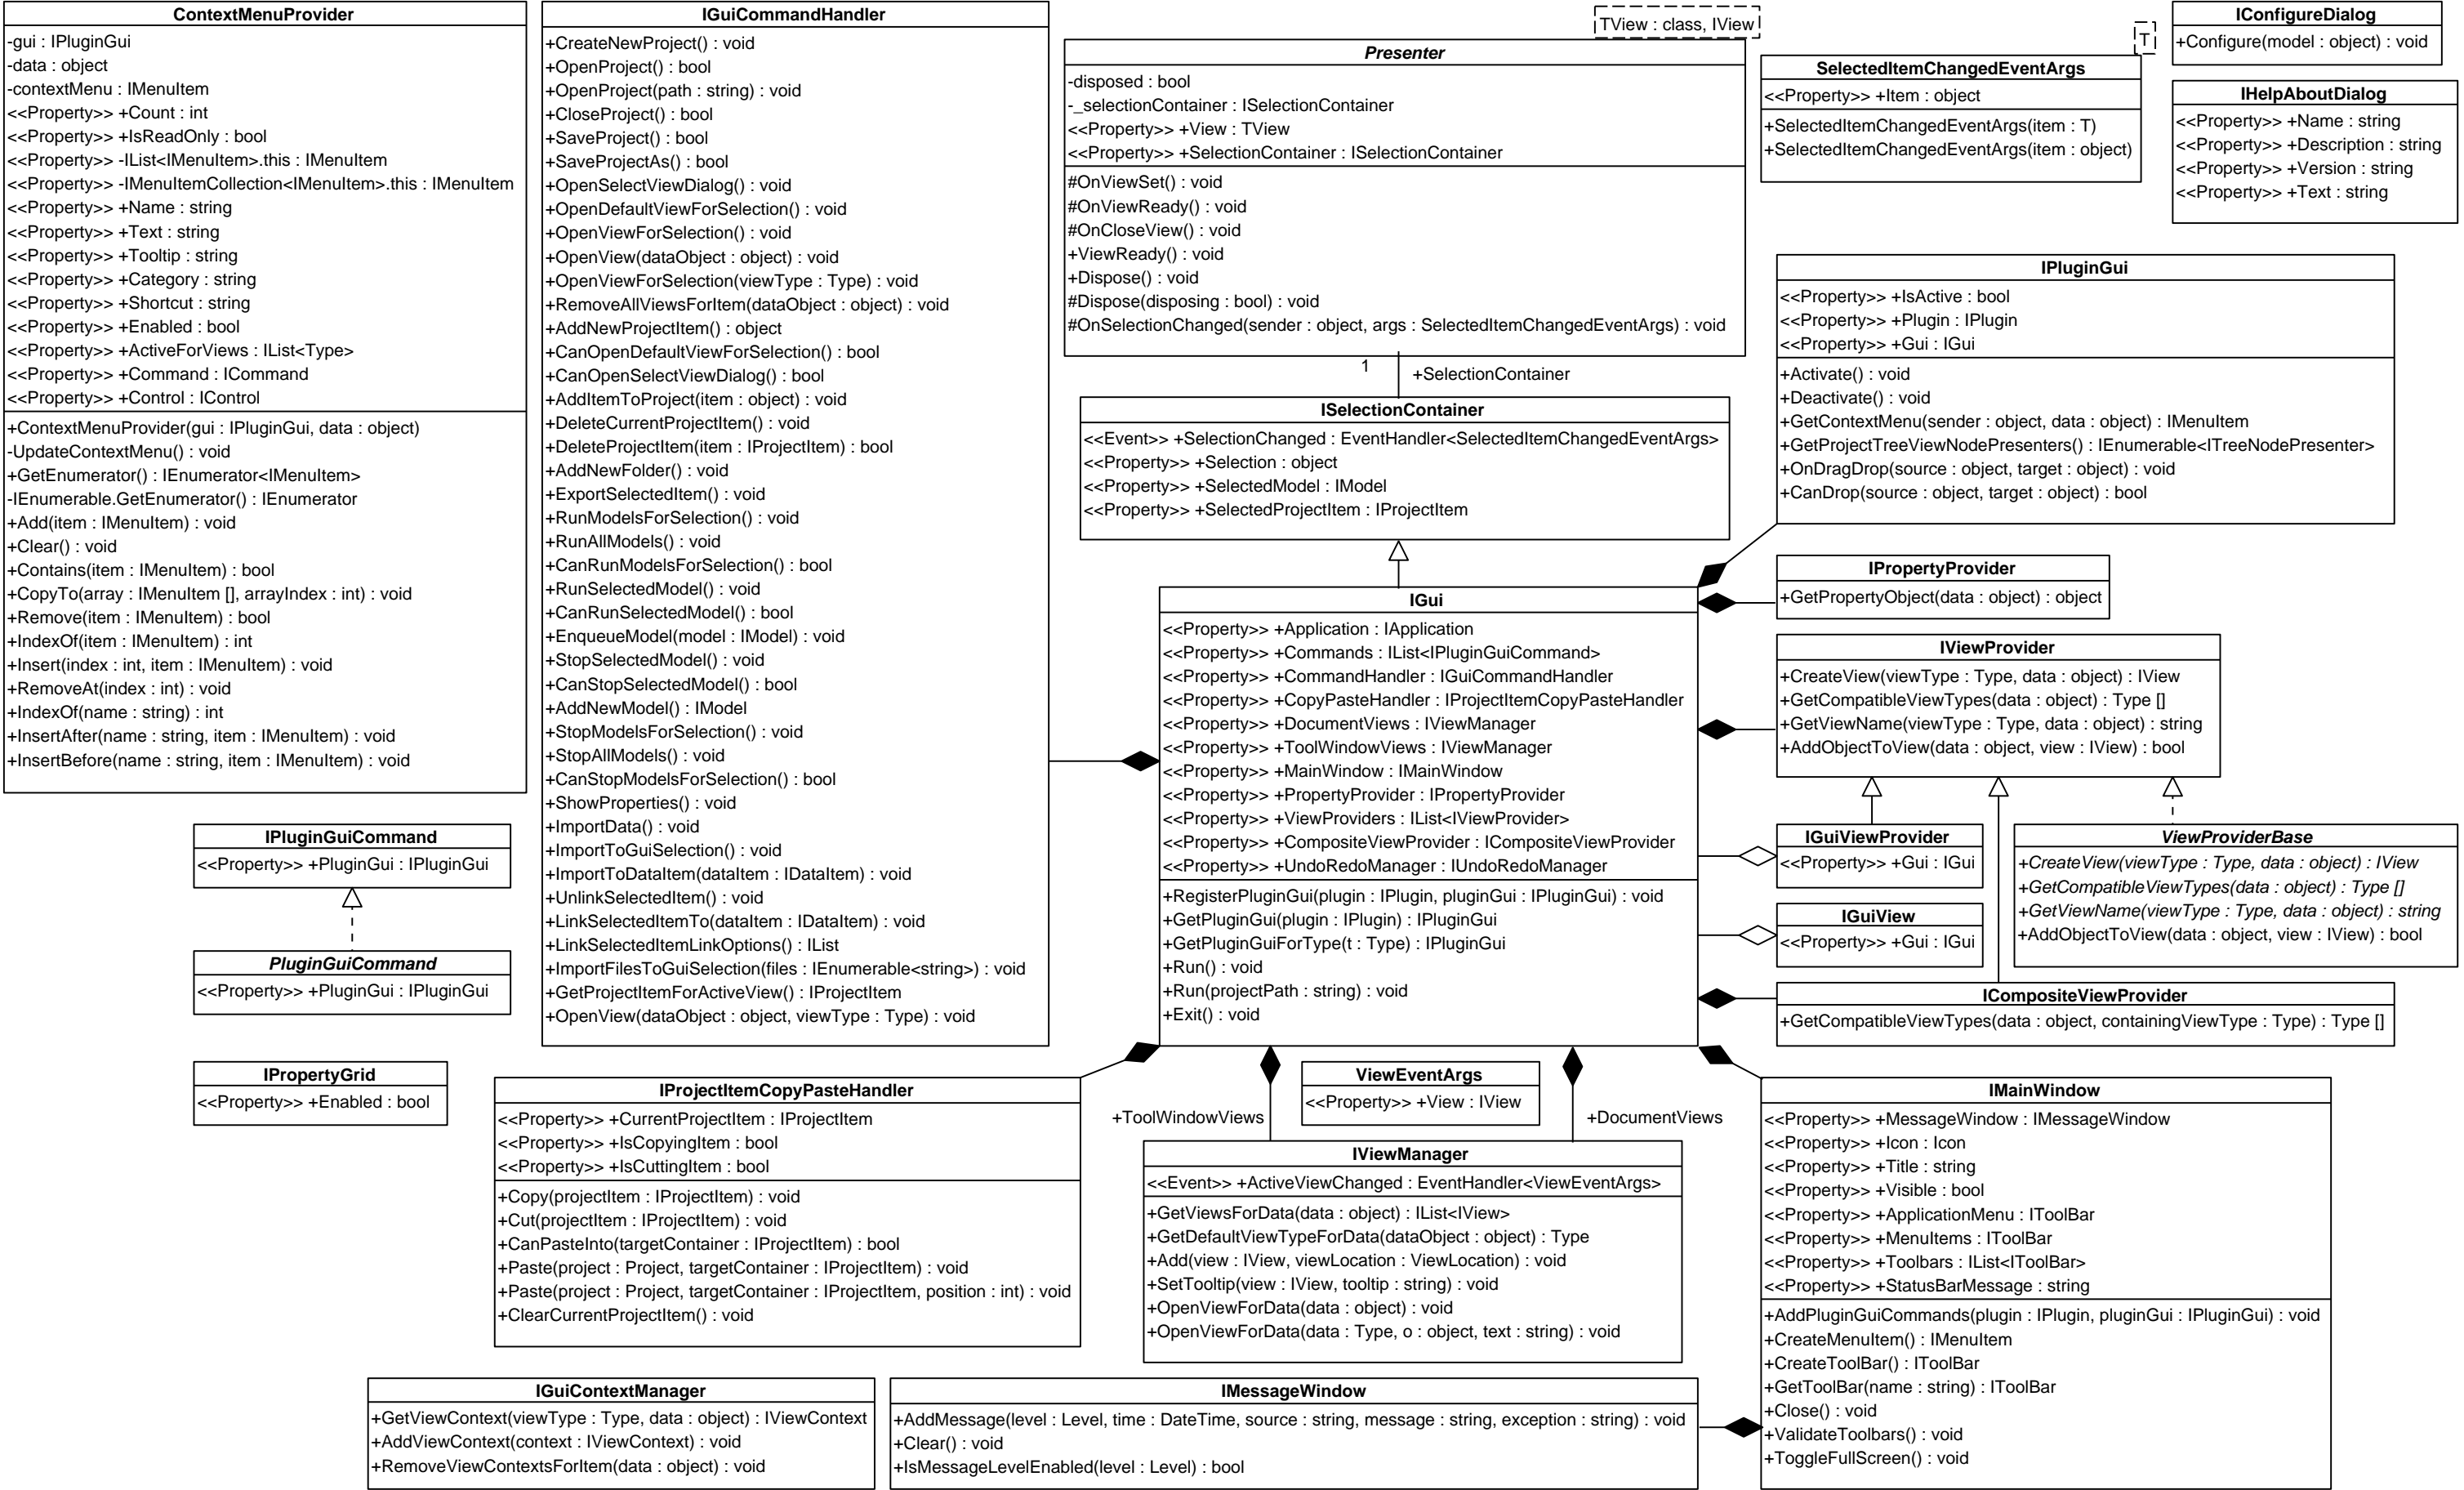 ContextMenuProvider
-gui : IPluginGui
-data : object
-contextMenu : IMenuItem
<<Property>> +Count : int
<<Property>> +IsReadOnly : bool
<<Property>> -IList<IMenuItem>.this : IMenuItem
<<Property>> -IMenuItemCollection<IMenuItem>.this : IMenuItem
<<Property>> +Name : string
<<Property>> +Text : string
<<Property>> +Tooltip : string
<<Property>> +Category : string
<<Property>> +Shortcut : string
<<Property>> +Enabled : bool
<<Property>> +ActiveForViews : IList<Type>
<<Property>> +Command : ICommand
<<Property>> +Control : IControl
+ContextMenuProvider(gui : IPluginGui, data : object)
-UpdateContextMenu() : void
+GetEnumerator() : IEnumerator<IMenuItem>
-IEnumerable.GetEnumerator() : IEnumerator
+Add(item : IMenuItem) : void
+Clear() : void
+Contains(item : IMenuItem) : bool
+CopyTo(array : IMenuItem [], arrayIndex : int) : void
+Remove(item : IMenuItem) : bool
+IndexOf(item : IMenuItem) : int
+Insert(index : int, item : IMenuItem) : void
+RemoveAt(index : int) : void
+IndexOf(name : string) : int
+InsertAfter(name : string, item : IMenuItem) : void
+InsertBefore(name : string, item : IMenuItem) : void
IPluginGuiCommand
<<Property>> +PluginGui : IPluginGui
PluginGuiCommand
<<Property>> +PluginGui : IPluginGui
IPropertyGrid
<<Property>> +Enabled : bool
IGuiCommandHandler
+CreateNewProject() : void
+OpenProject() : bool
+OpenProject(path : string) : void
+CloseProject() : bool
+SaveProject() : bool
+SaveProjectAs() : bool
+OpenSelectViewDialog() : void
+OpenDefaultViewForSelection() : void
+OpenViewForSelection() : void
+OpenView(dataObject : object) : void
+OpenViewForSelection(viewType : Type) : void
+RemoveAllViewsForItem(dataObject : object) : void
+AddNewProjectItem() : object
+CanOpenDefaultViewForSelection() : bool
+CanOpenSelectViewDialog() : bool
+AddItemToProject(item : object) : void
+DeleteCurrentProjectItem() : void
+DeleteProjectItem(item : IProjectItem) : bool
+AddNewFolder() : void
+ExportSelectedItem() : void
+RunModelsForSelection() : void
+RunAllModels() : void
+CanRunModelsForSelection() : bool
+RunSelectedModel() : void
+CanRunSelectedModel() : bool
+EnqueueModel(model : IModel) : void
+StopSelectedModel() : void
+CanStopSelectedModel() : bool
+AddNewModel() : IModel
+StopModelsForSelection() : void
+StopAllModels() : void
+CanStopModelsForSelection() : bool
+ShowProperties() : void
+ImportData() : void
+ImportToGuiSelection() : void
+ImportToDataItem(dataItem : IDataItem) : void
+UnlinkSelectedItem() : void
+LinkSelectedItemTo(dataItem : IDataItem) : void
+LinkSelectedItemLinkOptions() : IList
+ImportFilesToGuiSelection(files : IEnumerable<string>) : void
+GetProjectItemForActiveView() : IProjectItem
+OpenView(dataObject : object, viewType : Type) : void
TView : class, IView
Presenter
-disposed : bool
-_selectionContainer : ISelectionContainer
<<Property>> +View : TView
<<Property>> +SelectionContainer : ISelectionContainer
#OnViewSet() : void
#OnViewReady() : void
#OnCloseView() : void
+ViewReady() : void
+Dispose() : void
#Dispose(disposing : bool) : void
#OnSelectionChanged(sender : object, args : SelectedItemChangedEventArgs) : void
1
+SelectionContainer
ISelectionContainer
<<Event>> +SelectionChanged : EventHandler<SelectedItemChangedEventArgs>
<<Property>> +Selection : object
<<Property>> +SelectedModel : IModel
<<Property>> +SelectedProjectItem : IProjectItem
T
SelectedItemChangedEventArgs
<<Property>> +Item : object
+SelectedItemChangedEventArgs(item : T)
+SelectedItemChangedEventArgs(item : object)
IConfigureDialog
+Configure(model : object) : void
IHelpAboutDialog
<<Property>> +Name : string
<<Property>> +Description : string
<<Property>> +Version : string
<<Property>> +Text : string
IPluginGui
<<Property>> +IsActive : bool
<<Property>> +Plugin : IPlugin
<<Property>> +Gui : IGui
+Activate() : void
+Deactivate() : void
+GetContextMenu(sender : object, data : object) : IMenuItem
+GetProjectTreeViewNodePresenters() : IEnumerable<ITreeNodePresenter>
+OnDragDrop(source : object, target : object) : void
+CanDrop(source : object, target : object) : bool
IGui
<<Property>> +Application : IApplication
<<Property>> +Commands : IList<IPluginGuiCommand>
<<Property>> +CommandHandler : IGuiCommandHandler
<<Property>> +CopyPasteHandler : IProjectItemCopyPasteHandler
<<Property>> +DocumentViews : IViewManager
<<Property>> +ToolWindowViews : IViewManager
<<Property>> +MainWindow : IMainWindow
<<Property>> +PropertyProvider : IPropertyProvider
<<Property>> +ViewProviders : IList<IViewProvider>
<<Property>> +CompositeViewProvider : ICompositeViewProvider
<<Property>> +UndoRedoManager : IUndoRedoManager
+RegisterPluginGui(plugin : IPlugin, pluginGui : IPluginGui) : void
+GetPluginGui(plugin : IPlugin) : IPluginGui
+GetPluginGuiForType(t : Type) : IPluginGui
+Run() : void
+Run(projectPath : string) : void
+Exit() : void
IPropertyProvider
+GetPropertyObject(data : object) : object
IViewProvider
+CreateView(viewType : Type, data : object) : IView
+GetCompatibleViewTypes(data : object) : Type []
+GetViewName(viewType : Type, data : object) : string
+AddObjectToView(data : object, view : IView) : bool
IGuiViewProvider
<<Property>> +Gui : IGui
ViewProviderBase
+CreateView(viewType : Type, data : object) : IView
+GetCompatibleViewTypes(data : object) : Type []
+GetViewName(viewType : Type, data : object) : string
+AddObjectToView(data : object, view : IView) : bool
IGuiView
<<Property>> +Gui : IGui
ICompositeViewProvider
+GetCompatibleViewTypes(data : object, containingViewType : Type) : Type []
IProjectItemCopyPasteHandler
<<Property>> +CurrentProjectItem : IProjectItem
<<Property>> +IsCopyingItem : bool
<<Property>> +IsCuttingItem : bool
+Copy(projectItem : IProjectItem) : void
+Cut(projectItem : IProjectItem) : void
+CanPasteInto(targetContainer : IProjectItem) : bool
+Paste(project : Project, targetContainer : IProjectItem) : void
+Paste(project : Project, targetContainer : IProjectItem, position : int) : void
+ClearCurrentProjectItem() : void
+ToolWindowViews
ViewEventArgs
<<Property>> +View : IView
+DocumentViews
IViewManager
<<Event>> +ActiveViewChanged : EventHandler<ViewEventArgs>
+GetViewsForData(data : object) : IList<IView>
+GetDefaultViewTypeForData(dataObject : object) : Type
+Add(view : IView, viewLocation : ViewLocation) : void
+SetTooltip(view : IView, tooltip : string) : void
+OpenViewForData(data : object) : void
+OpenViewForData(data : Type, o : object, text : string) : void
IMainWindow
<<Property>> +MessageWindow : IMessageWindow
<<Property>> +Icon : Icon
<<Property>> +Title : string
<<Property>> +Visible : bool
<<Property>> +ApplicationMenu : IToolBar
<<Property>> +MenuItems : IToolBar
<<Property>> +Toolbars : IList<IToolBar>
<<Property>> +StatusBarMessage : string
+AddPluginGuiCommands(plugin : IPlugin, pluginGui : IPluginGui) : void
+CreateMenuItem() : IMenuItem
+CreateToolBar() : IToolBar
+GetToolBar(name : string) : IToolBar
+Close() : void
+ValidateToolbars() : void
+ToggleFullScreen() : void
IGuiContextManager
+GetViewContext(viewType : Type, data : object) : IViewContext
+AddViewContext(context : IViewContext) : void
+RemoveViewContextsForItem(data : object) : void
IMessageWindow
+AddMessage(level : Level, time : DateTime, source : string, message : string, exception : string) : void
+Clear() : void
+IsMessageLevelEnabled(level : Level) : bool